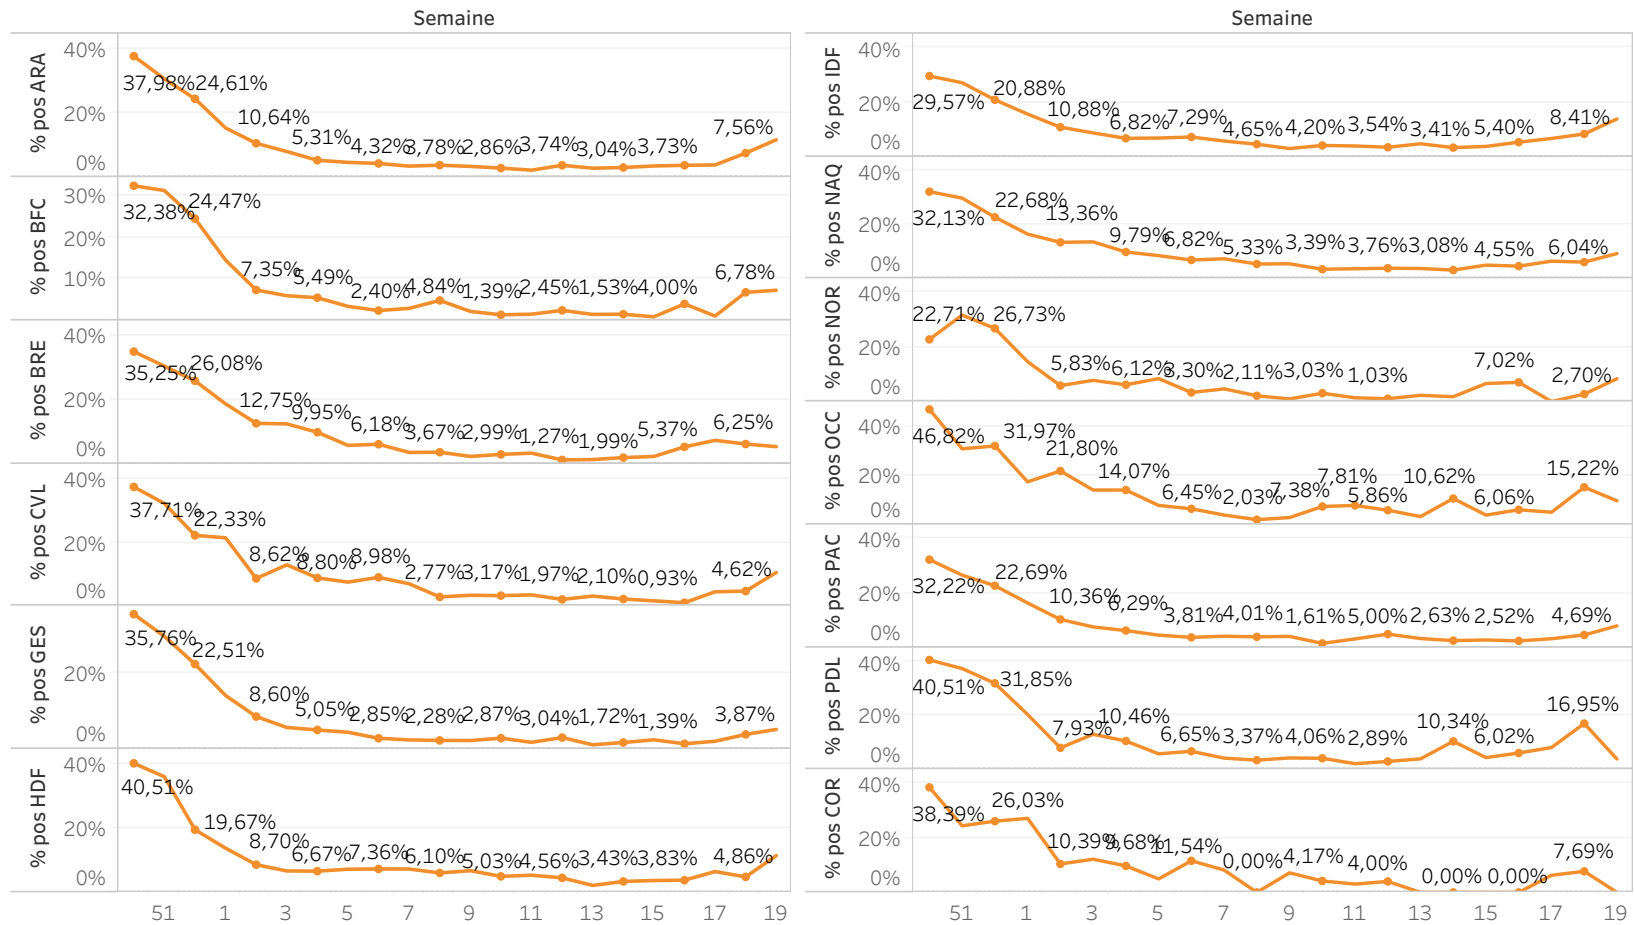 Semaine
% pos ARA
40%
20%
0%
37,98% 24,61% 10,64% 5,31% 4,32% 3,78% 2,86% 3,74% 3,04% 3,73% 7,56%
% pos BFC
30%
20%
10%
32,38% 24,47% 7,35% 5,49% 2,40% 4,84% 1,39% 2,45% 1,53% 4,00% 6,78%
% pos BRE
40%
20%
0%
35,25% 26,08% 12,75% 9,95% 6,18% 3,67% 2,99% 1,27% 1,99% 5,37% 6,25%
% pos CVL
40%
20%
0%
37,71% 22,33% 8,62% 8,80% 8,98% 2,77% 3,17% 1,97% 2,10% 0,93% 4,62%
% pos GES
20%
0%
35,76% 22,51% 8,60% 5,05% 2,85% 2,28% 2,87% 3,04% 1,72% 1,39% 3,87%
% pos HDF
40%
20%
0%
40,51% 19,67% 8,70% 6,67% 7,36% 6,10% 5,03% 4,56% 3,43% 3,83% 4,86%
51 1 3 5 7 9 11 13 15 17 19
Semaine
% pos IDF
40%
20%
0%
29,57% 20,88% 10,88% 6,82% 7,29% 4,65% 4,20% 3,54% 3,41% 5,40% 8,41%
% pos NAQ
40%
20%
0%
32,13% 22,68% 13,36% 9,79% 6,82% 5,33% 3,39% 3,76% 3,08% 4,55% 6,04%
% pos NOR
40%
20%
0%
22,71% 26,73% 5,83% 6,12% 3,30% 2,11% 3,03% 1,03% 7,02% 2,70%
% pos OCC
40%
20%
0%
46,82% 31,97% 21,80% 14,07% 6,45% 2,03% 7,38% 7,81% 5,86% 10,62% 6,06% 15,22%
% pos PAC
40%
20%
0%
32,22% 22,69% 10,36% 6,29% 3,81% 4,01% 1,61% 5,00% 2,63% 2,52% 4,69%
% pos PDL
40%
20%
0%
40,51% 31,85% 7,93% 10,46% 6,65% 3,37% 4,06% 2,89% 10,34% 6,02% 16,95%
% pos COR
40%
20%
0%
38,39% 26,03% 10,39% 9,68% 11,54% 0,00% 4,17% 4,00% 0,00% 0,00% 7,69%
51 1 3 5 7 9 11 13 15 17 19